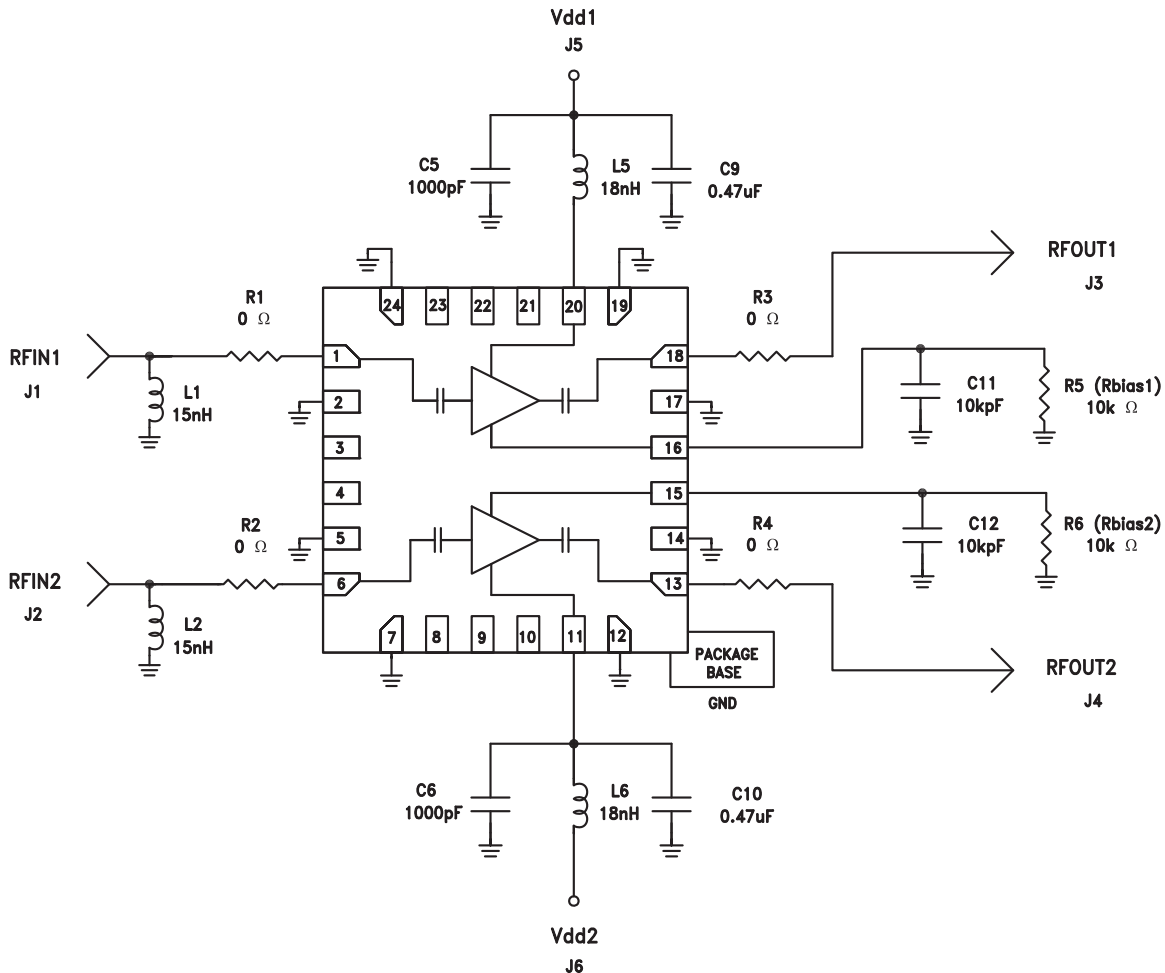 Vdd1
J5
C5
1000pF
L5
18nH
C9
0.47uF
RFOUT1
J3
R1
0 Ω
24
23
22
21
20
19
R3
0 Ω
RFIN1
J1
L1
15nH
1
18
C11
10kpF
R5 (Rbias1)
10k Ω
2
17
3
16
4
15
R2
0 Ω
5
14
R4
0 Ω
C12
10kpF
R6 (Rbias2)
10k Ω
RFIN2
J2
6
13
L2
15nH
7
8
9
10
11
12
PACKAGE
BASE
GND
RFOUT2
J4
C6
1000pF
L6
18nH
C10
0.47uF
Vdd2
J6